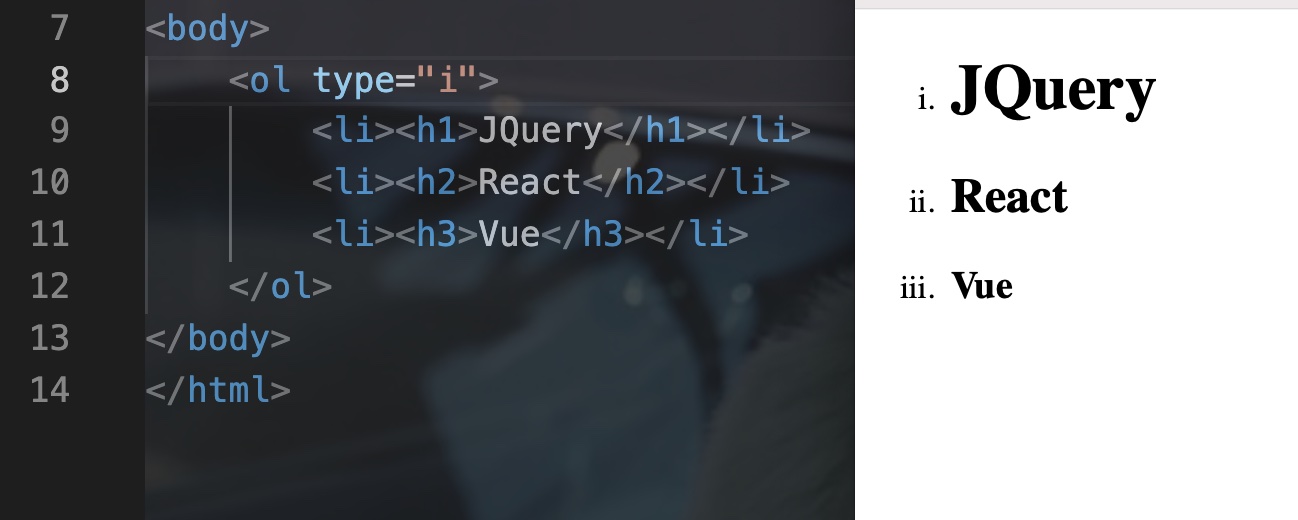 7 <body>
8     <ol type="i">
9         <li><h1>JQuery</h1></li>
10         <li><h2>React</h2></li>
11         <li><h3>Vue</h3></li>
12     </ol>
13 </body>
14 </html>
i. JQuery
ii. React
iii. Vue